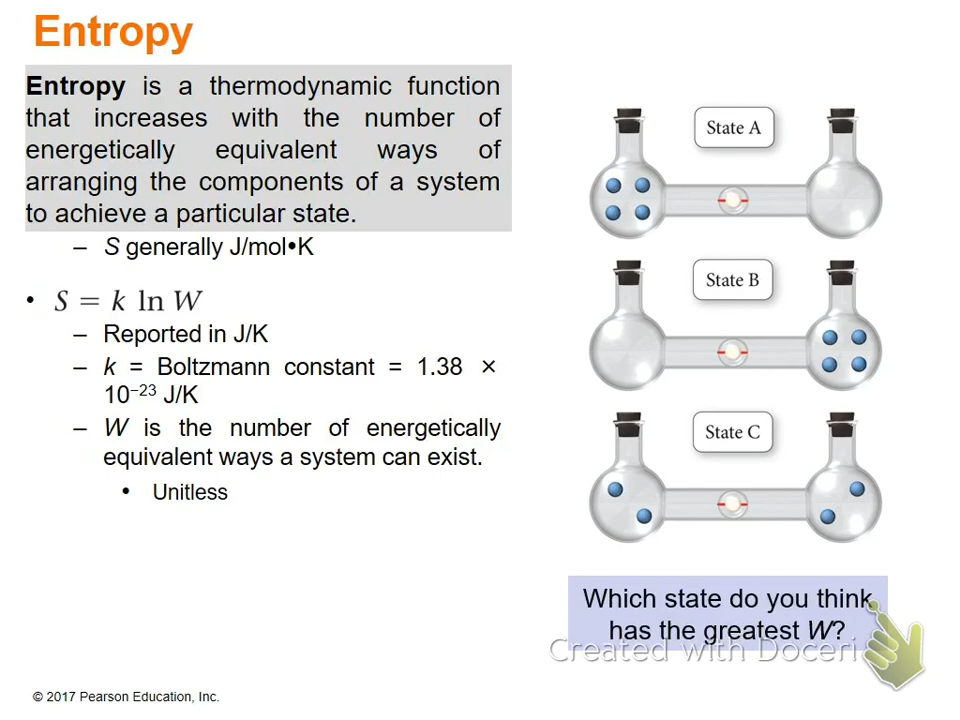 Entropy
Entropy is a thermodynamic function
that increases with the number of
energetically equivalent ways of
arranging the components of a system
to achieve a particular state.
– S generally J/mol•K
• S = k ln W
– Reported in J/K
– k = Boltzmann constant = 1.38 ×
10⁻²³ J/K
– W is the number of energetically
equivalent ways a system can exist.
• Unitless
State A
State B
State C
Which state do you think
has the greatest W?
Created with Doceri
© 2017 Pearson Education, Inc.